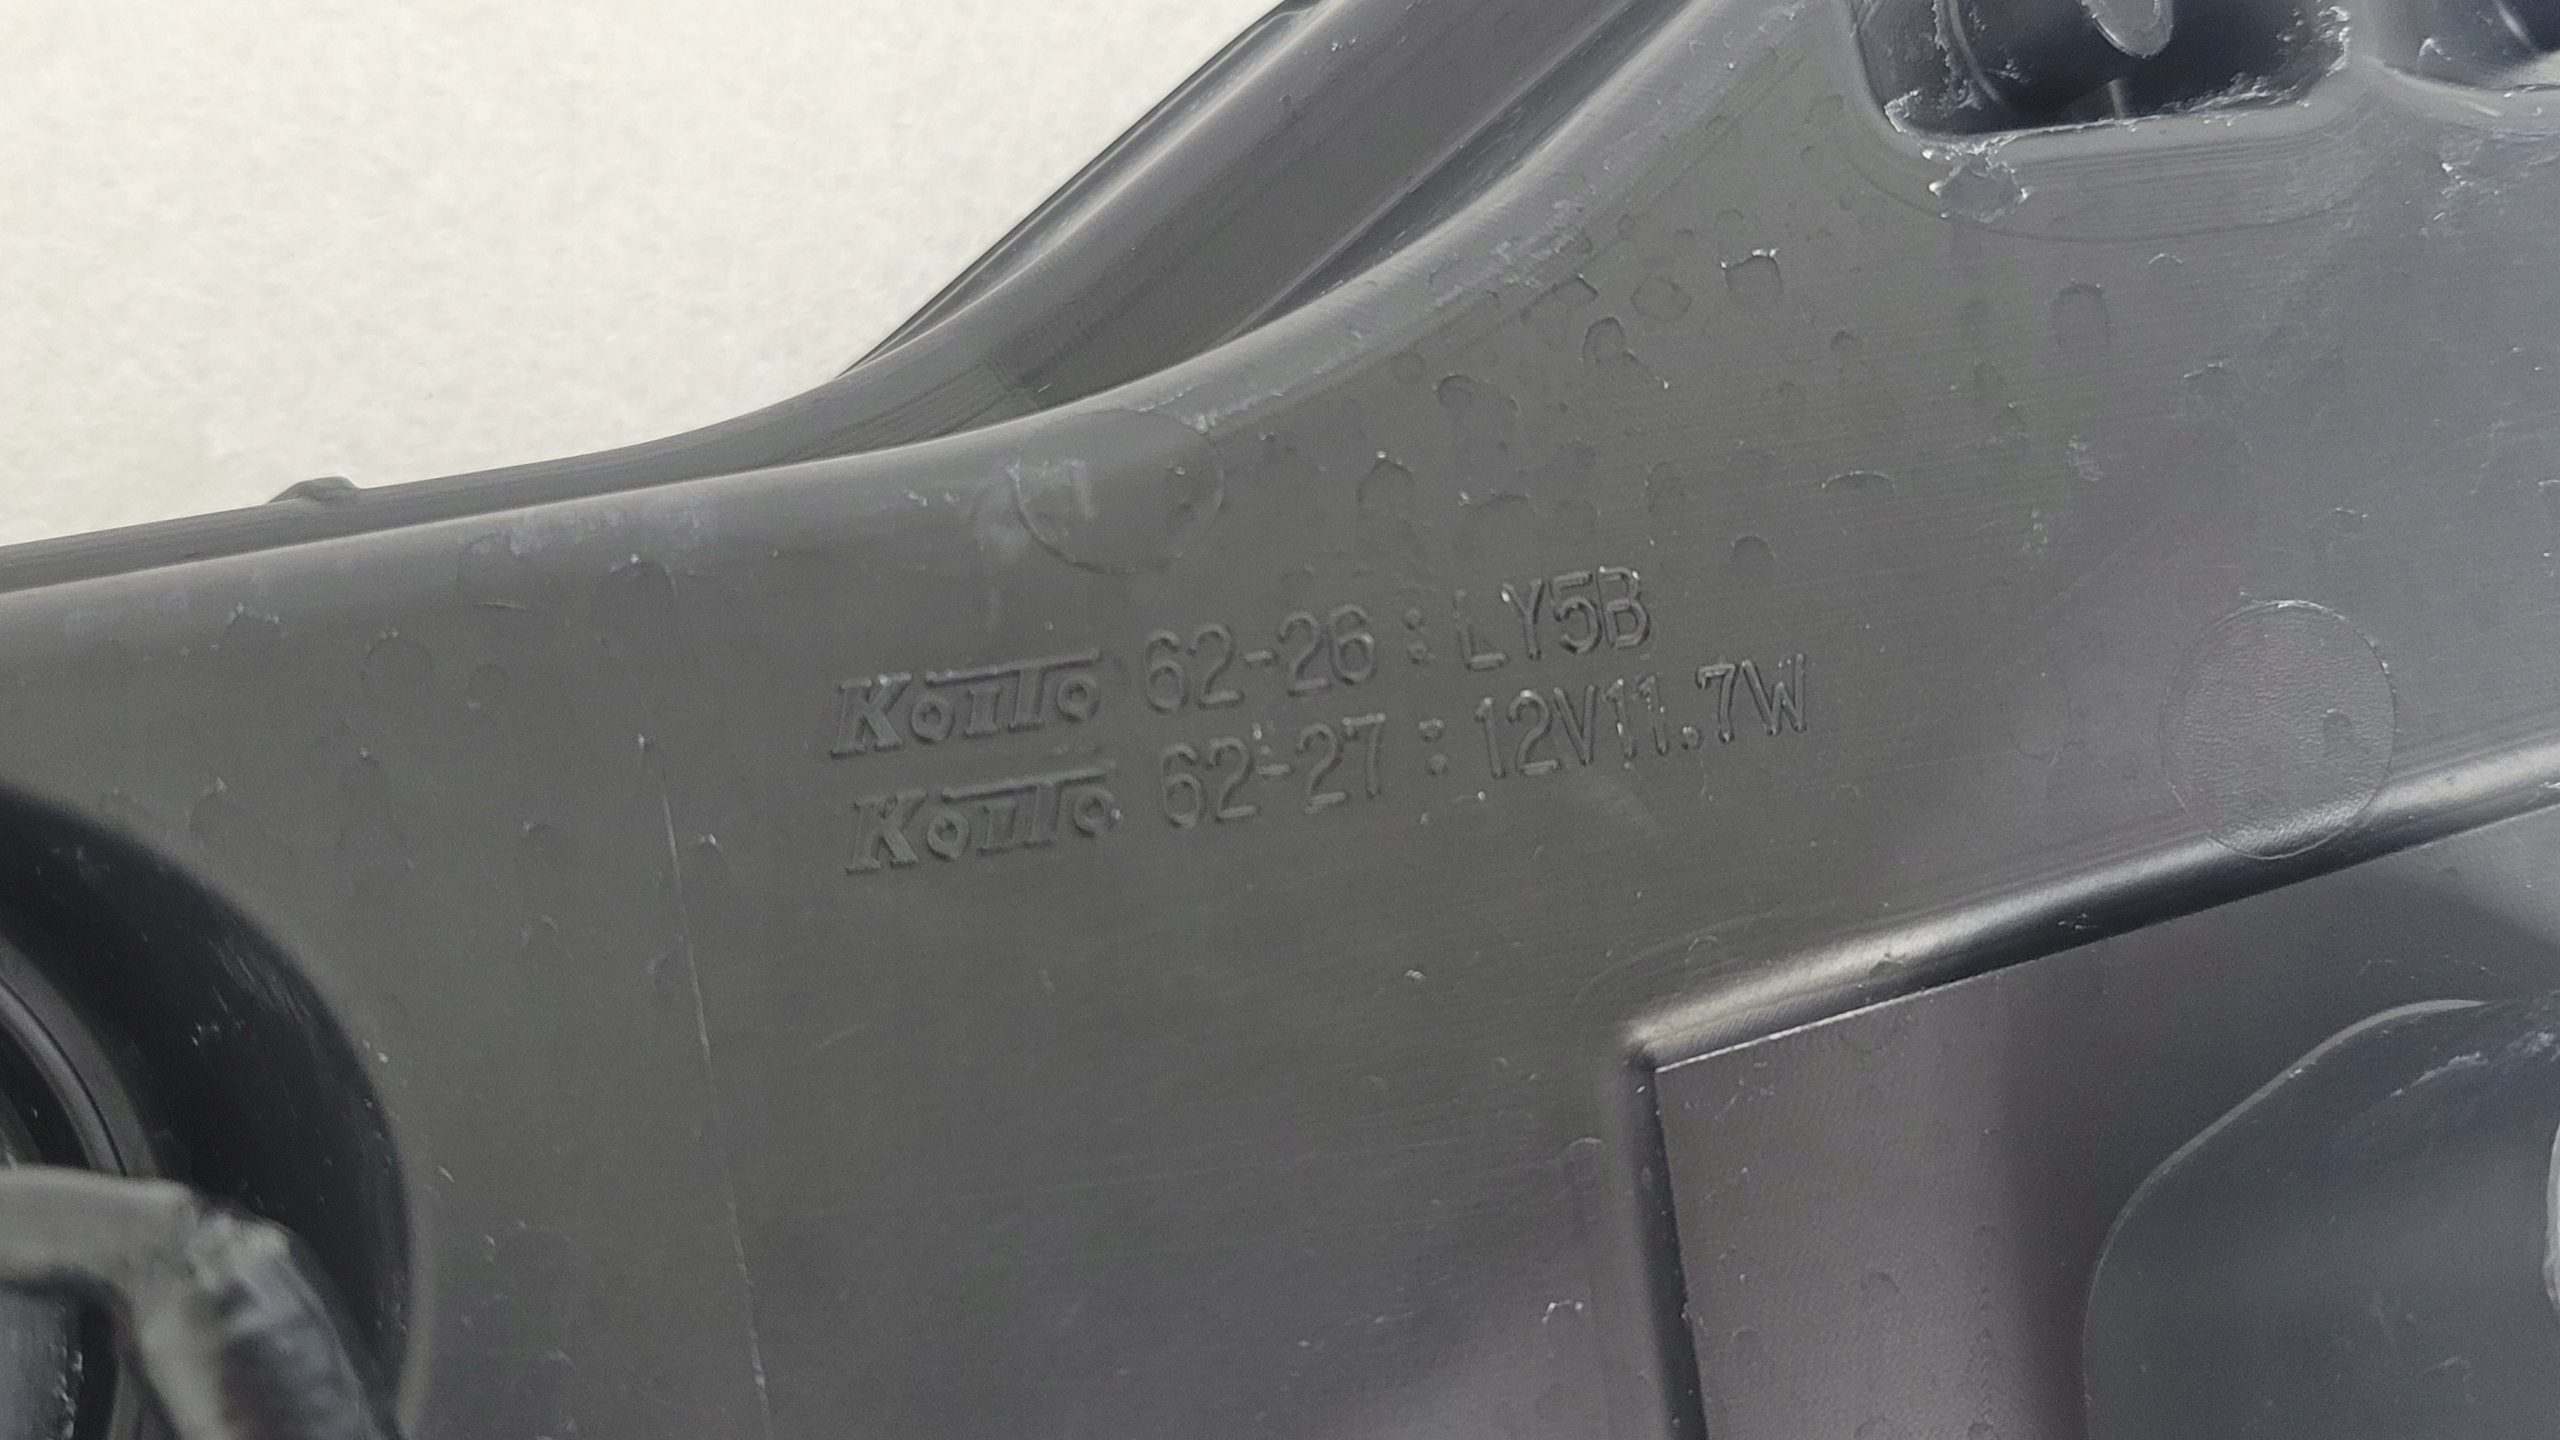 KOITO 62-26 : LY5B
KOITO 62-27 : 12V11.7W